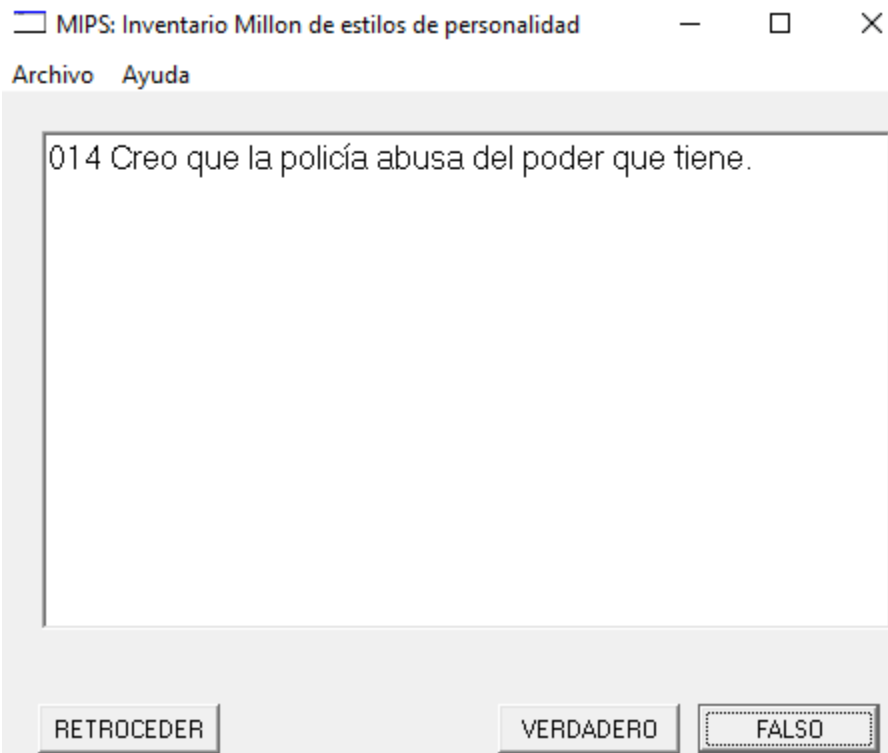 MIPS: Inventario Millon de estilos de personalidad
Archivo Ayuda
014 Creo que la policía abusa del poder que tiene.
RETROCEDER VERDADERO FALSO